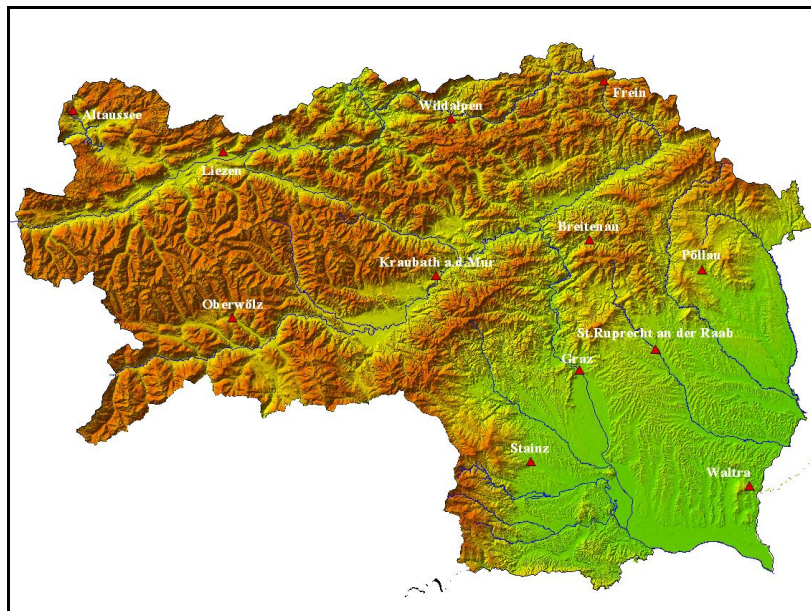 Frein
Wildalpen
Altaussee
Liezen
Breitenau
Pöllau
Kraubath a.d.Mur
Oberwölz
St.Ruprecht an der Raab
Graz
Stainz
Waltra